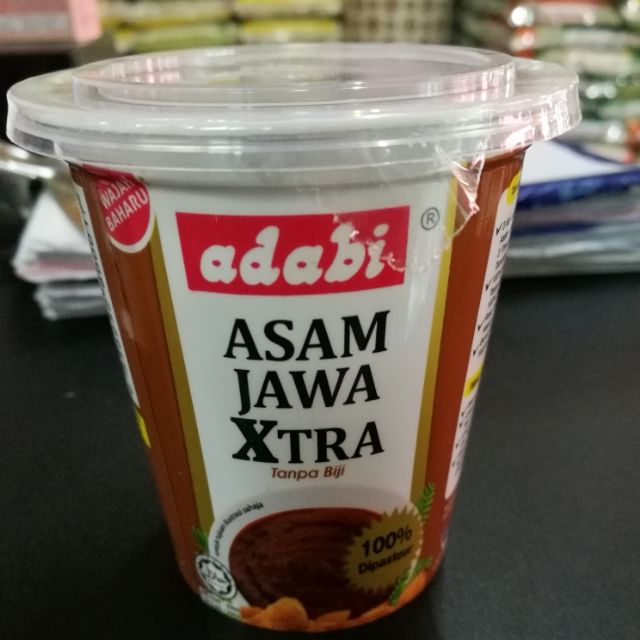 WAJAH
BAHARU
adabi®
ASAM
JAWA
XTRA
Tanpa Biji
100%
Dipasteur